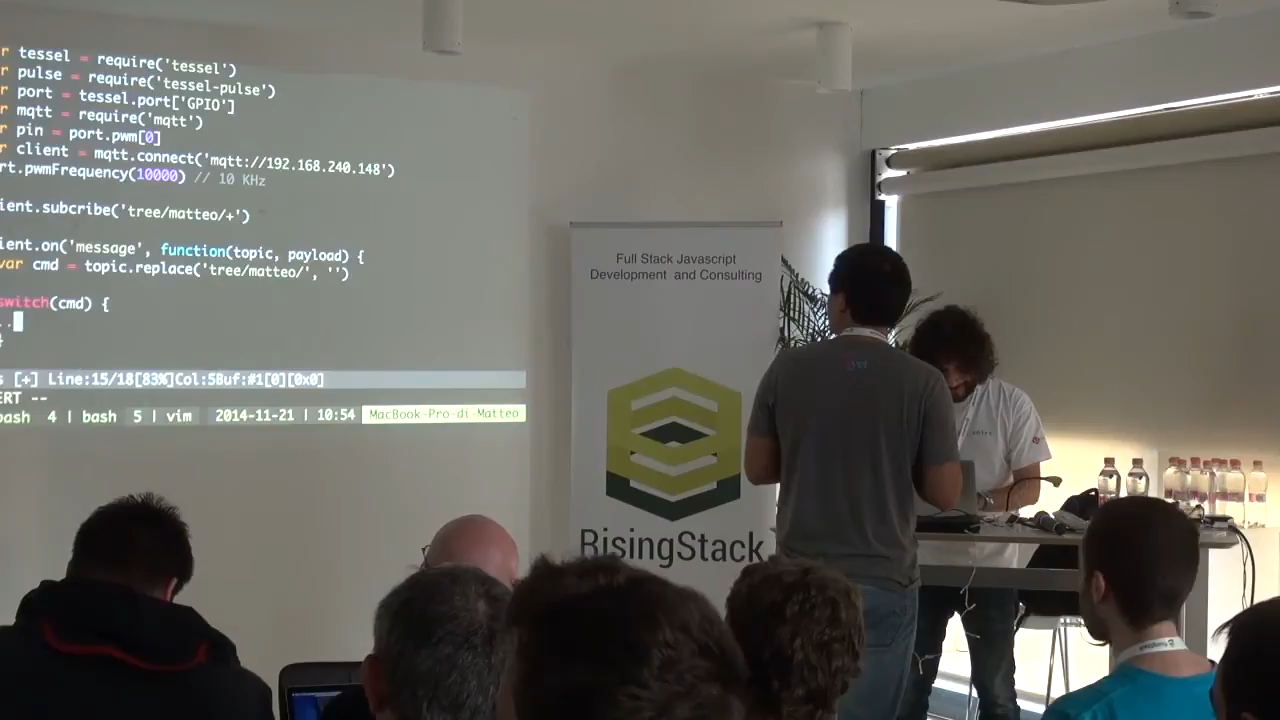 r tessel = require('tessel')
r pulse = require('tessel-pulse')
r port = tessel.port['GPIO']
r mqtt = require('mqtt')
r pin = port.pwm[0]
r client = mqtt.connect('mqtt://192.168.240.148')
rt.pwmFrequency(10000) // 10 KHz
ient.subcribe('tree/matteo/+')
ient.on('message', function(topic, payload) {
var cmd = topic.replace('tree/matteo/', '')
switch(cmd) {
}
s [+] Line:15/18[83%]Col:5Buf:#1[0][0x0]
ERT --
bash 4 | bash 5 | vim 2014-11-21 | 10:54 MacBook-Pro-di-Matteo
Full Stack Javascript
Development and Consulting
RisingStack